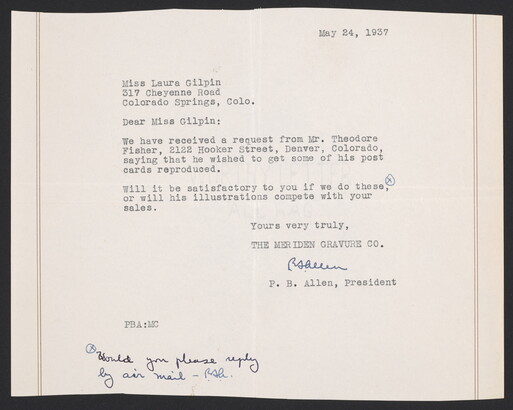 May 24, 1937
Miss Laura Gilpin
317 Cheyenne Road
Colorado Springs, Colo.
Dear Miss Gilpin:
We have received a request from Mr. Theodore
Fisher, 2122 Hooker Street, Denver, Colorado,
saying that he wished to get some of his post
cards reproduced.
Will it be satisfactory to you if we do these, (x)
or will his illustrations compete with your
sales.
Yours very truly,
THE MERIDEN GRAVURE CO.
P. B. Allen
P. B. Allen, President
PBA:MC
(x) Would you please reply
by air mail - P.B.A.